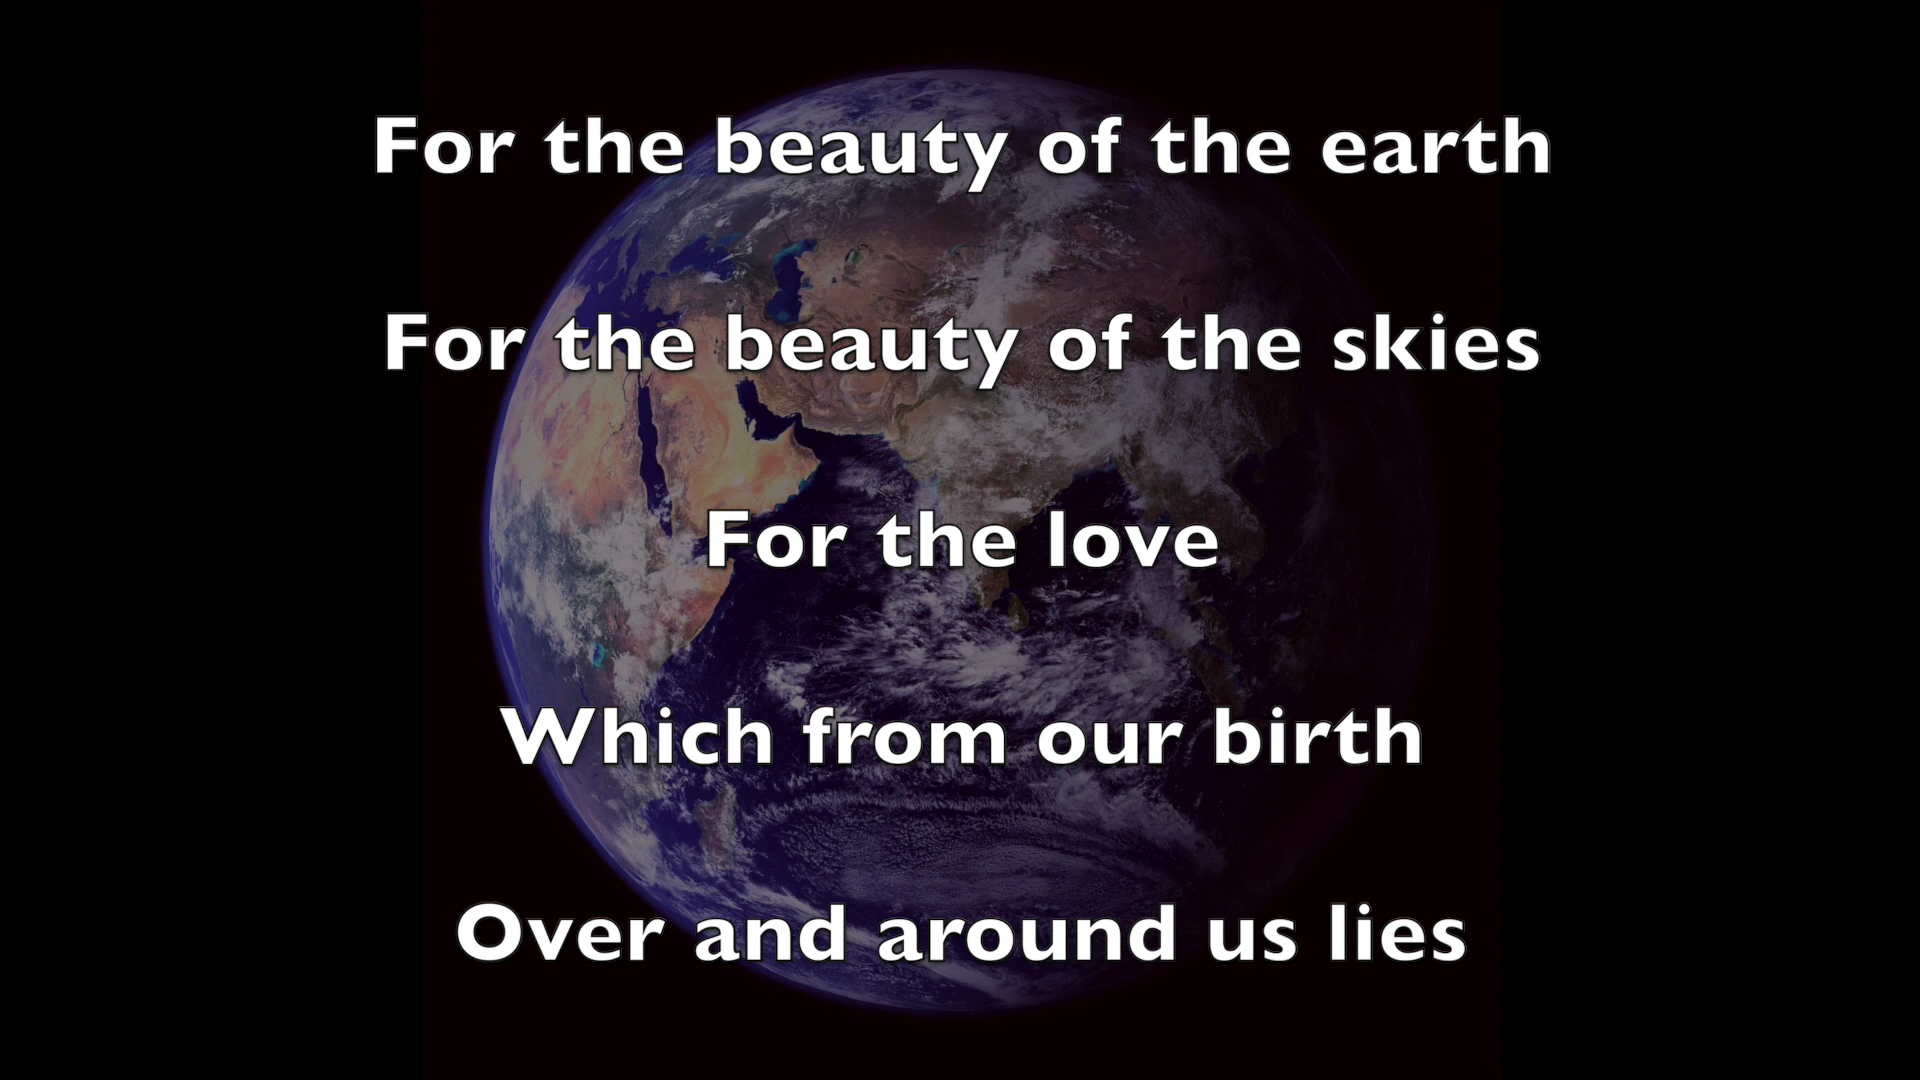 For the beauty of the earth
For the beauty of the skies
For the love
Which from our birth
Over and around us lies